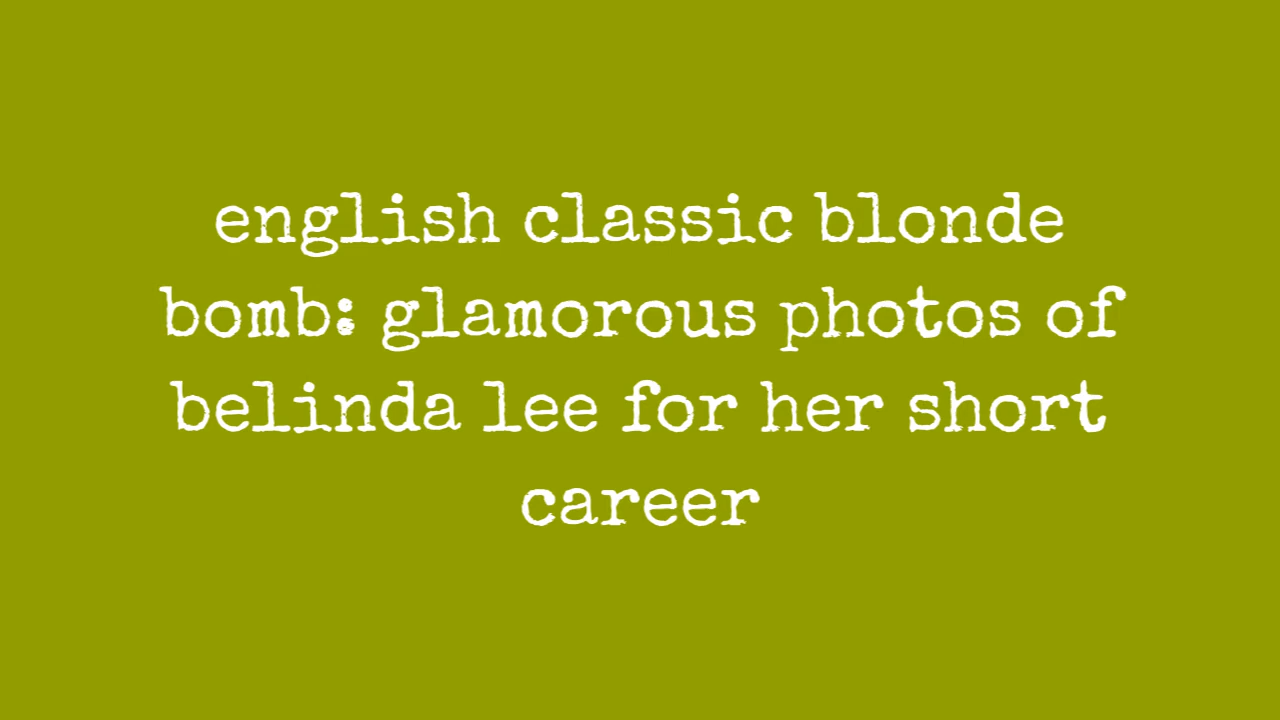 english classic blonde
bomb: glamorous photos of
belinda lee for her short
career